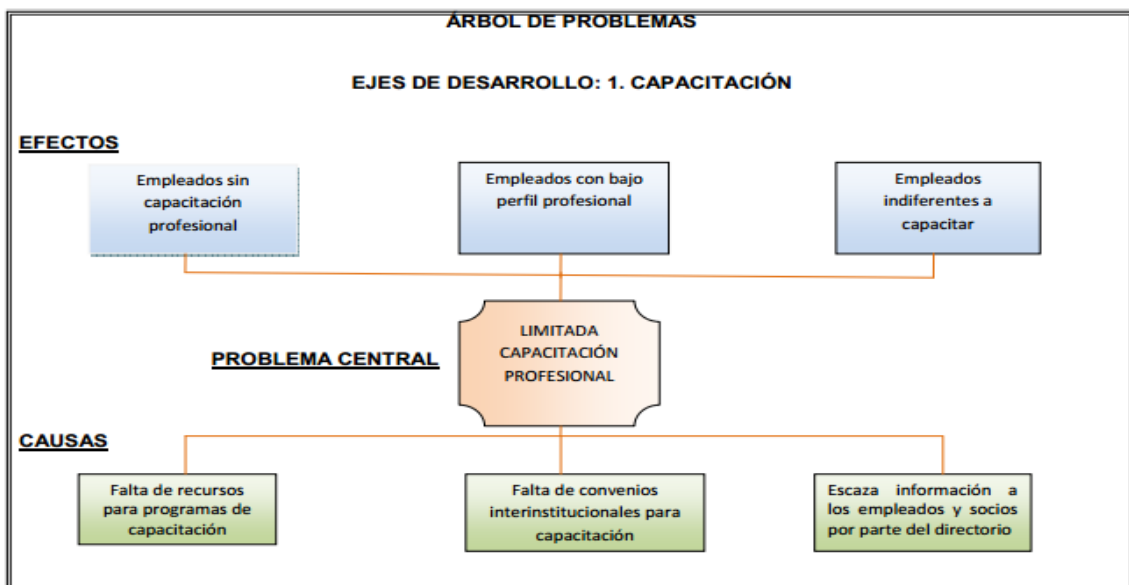 ÁRBOL DE PROBLEMAS
EJES DE DESARROLLO: 1. CAPACITACIÓN
EFECTOS
Empleados sin
capacitación
profesional
Empleados con bajo
perfil profesional
Empleados
indiferentes a
capacitar
PROBLEMA CENTRAL
LIMITADA
CAPACITACIÓN
PROFESIONAL
CAUSAS
Falta de recursos
para programas de
capacitación
Falta de convenios
interinstitucionales para
capacitación
Escaza información a
los empleados y socios
por parte del directorio